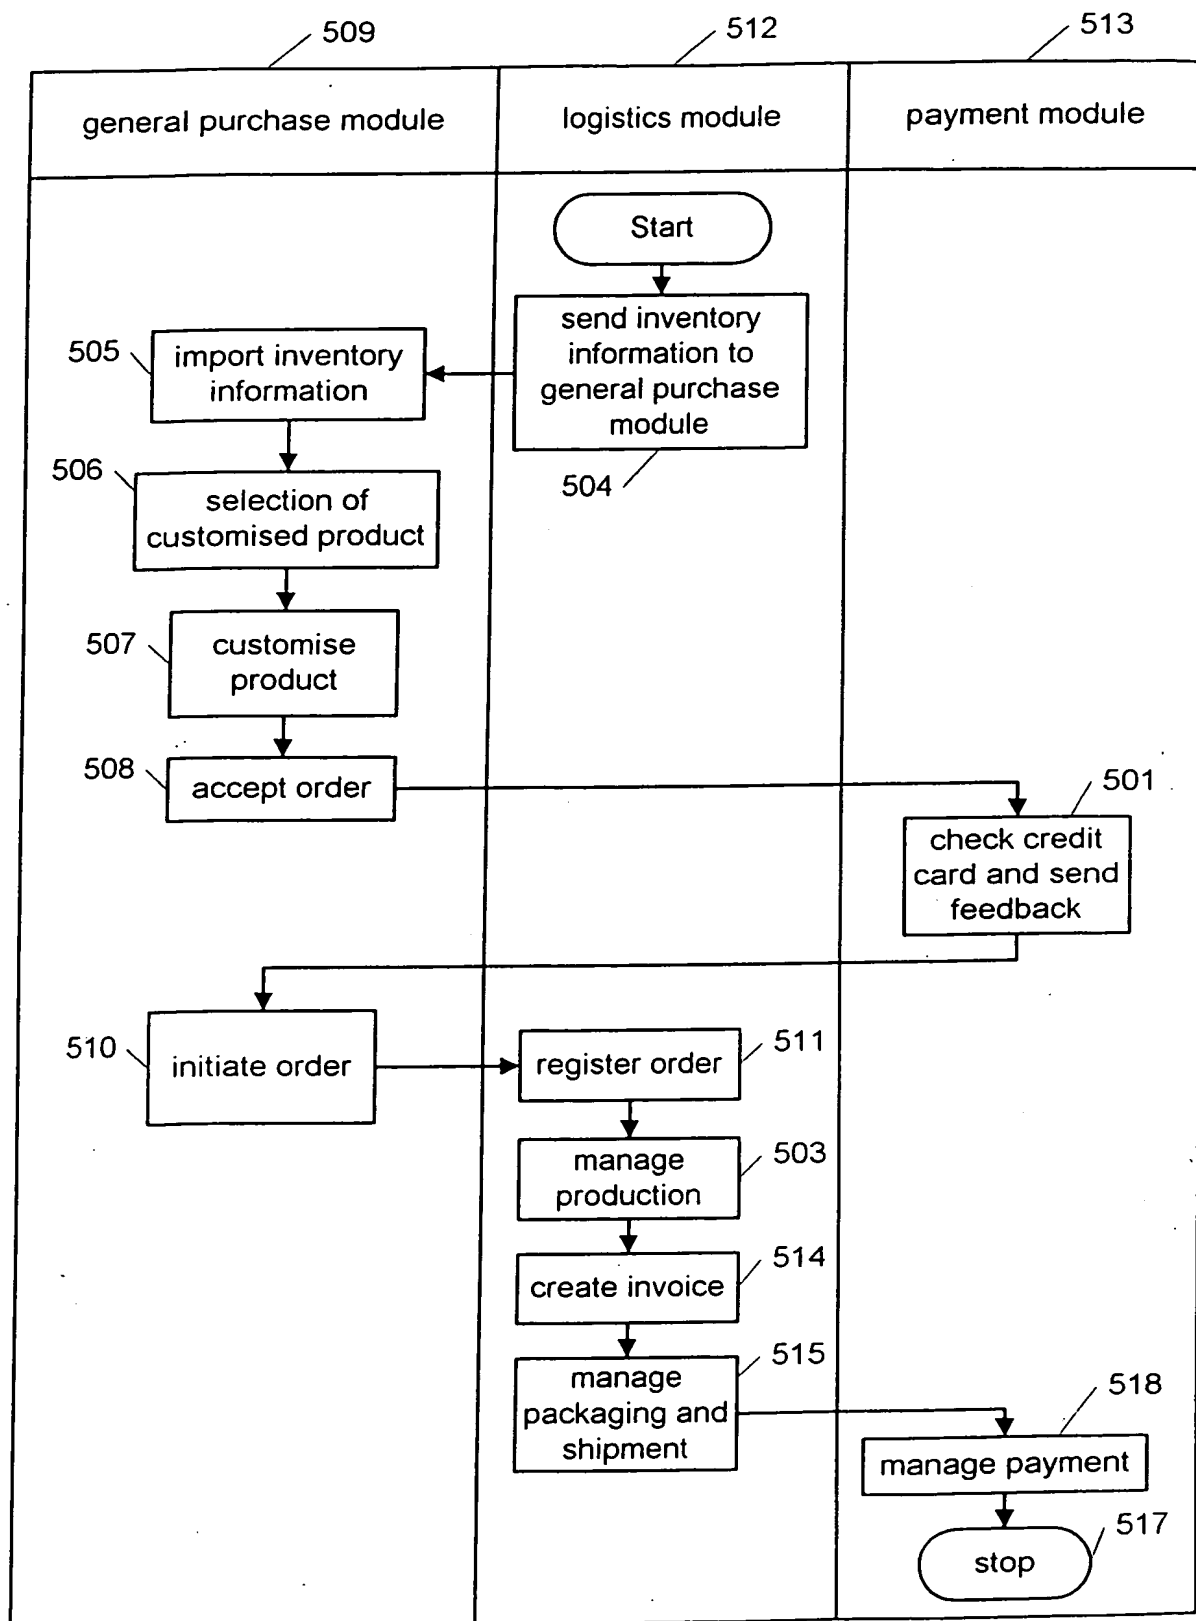 509
512
513
general purchase module
logistics module
payment module
Start
send inventory
information to
general purchase
module
504
505
import inventory
information
506
selection of
customised product
507
customise
product
508
accept order
501
check credit
card and send
feedback
510
initiate order
register order
511
manage
production
503
create invoice
514
manage
packaging and
shipment
515
518
manage payment
517
stop